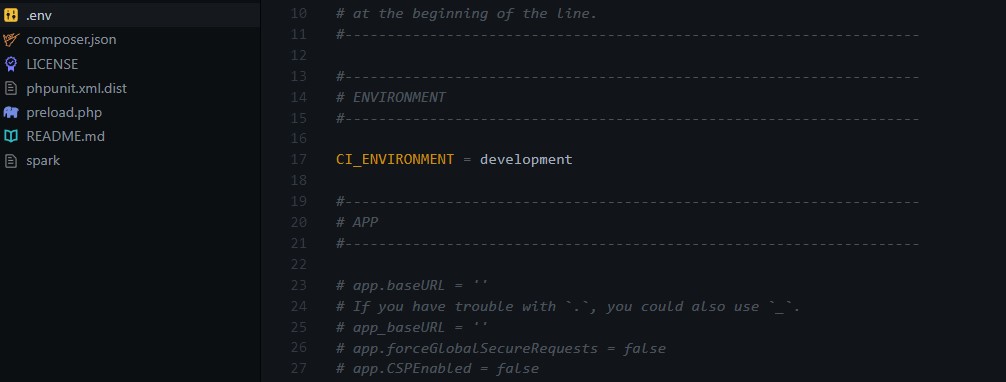 .env
composer.json
LICENSE
phpunit.xml.dist
preload.php
README.md
spark
10 # at the beginning of the line.
11 #--------------------------------------------------------------------
12
13 #--------------------------------------------------------------------
14 # ENVIRONMENT
15 #--------------------------------------------------------------------
16
17 CI_ENVIRONMENT = development
18
19 #--------------------------------------------------------------------
20 # APP
21 #--------------------------------------------------------------------
22
23 # app.baseURL = ''
24 # If you have trouble with `.`, you could also use `_`.
25 # app_baseURL = ''
26 # app.forceGlobalSecureRequests = false
27 # app.CSPEnabled = false